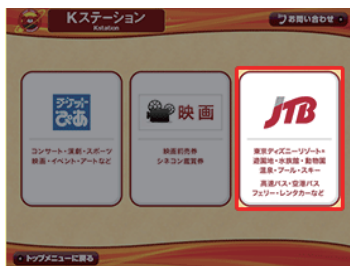 Kステーション
Kstation
お問い合わせ
チケットぴあ
コンサート・演劇・スポーツ
映画・イベント・アートなど
映画
映画前売券
シネコン鑑賞券
JTB
東京ディズニーリゾート®
遊園地・水族館・動物園
温泉・プール・スキー
高速バス・空港バス
フェリー・レンタカーなど
トップメニューに戻る